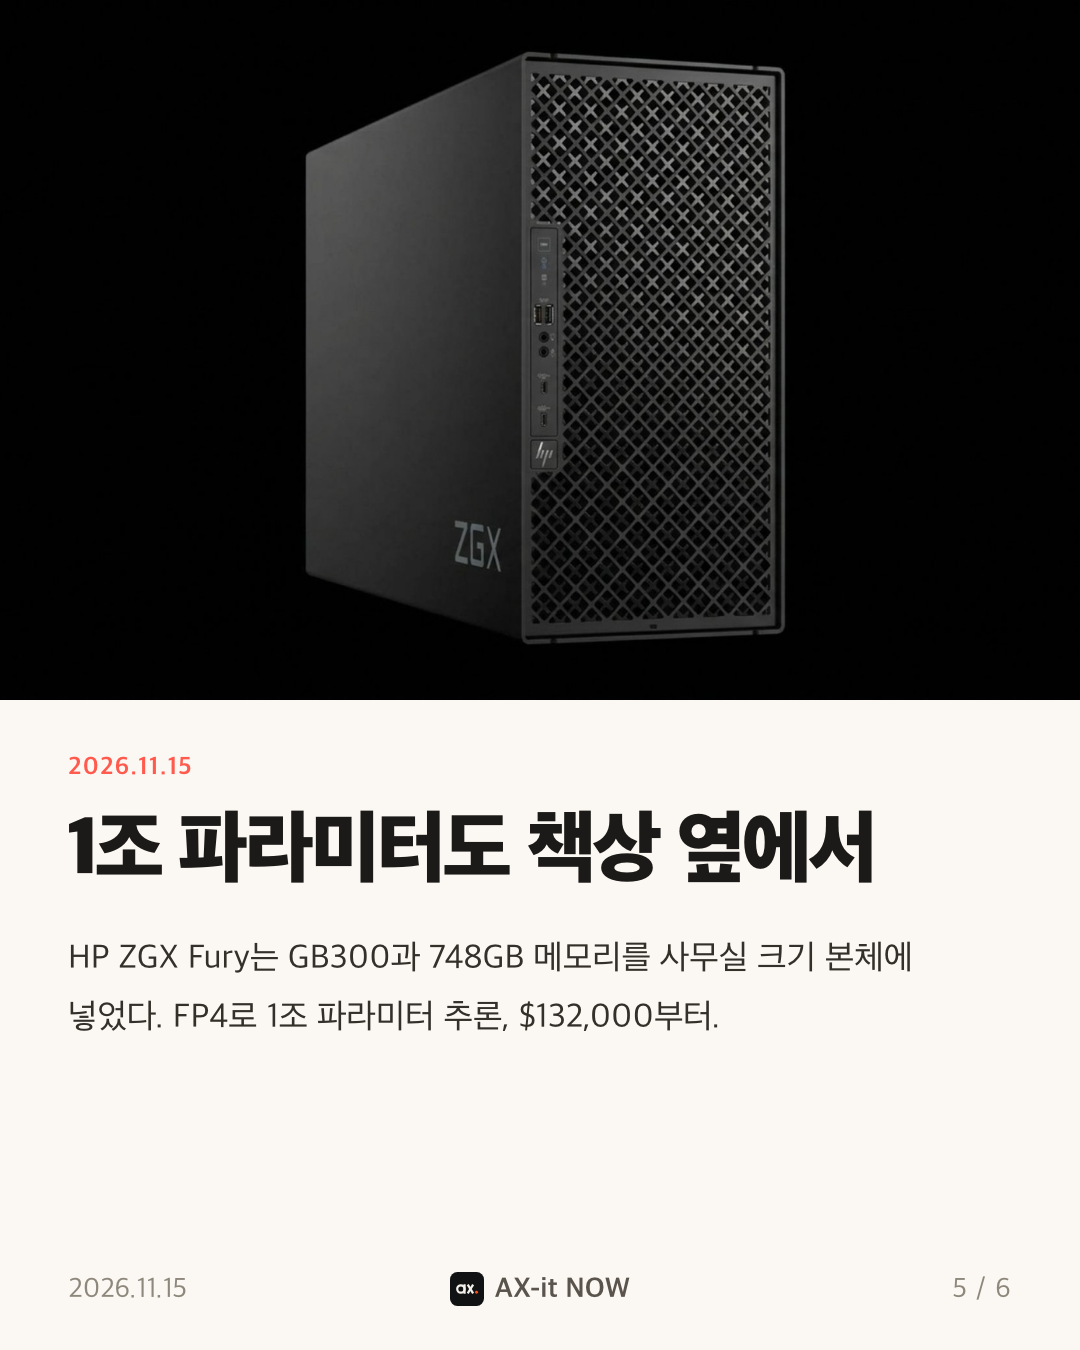 hp
ZGX
2026.11.15
1조 파라미터도 책상 옆에서
HP ZGX Fury는 GB300과 748GB 메모리를 사무실 크기 본체에
넣었다. FP4로 1조 파라미터 추론, $132,000부터.
2026.11.15
ax.
AX-it NOW
5 / 6